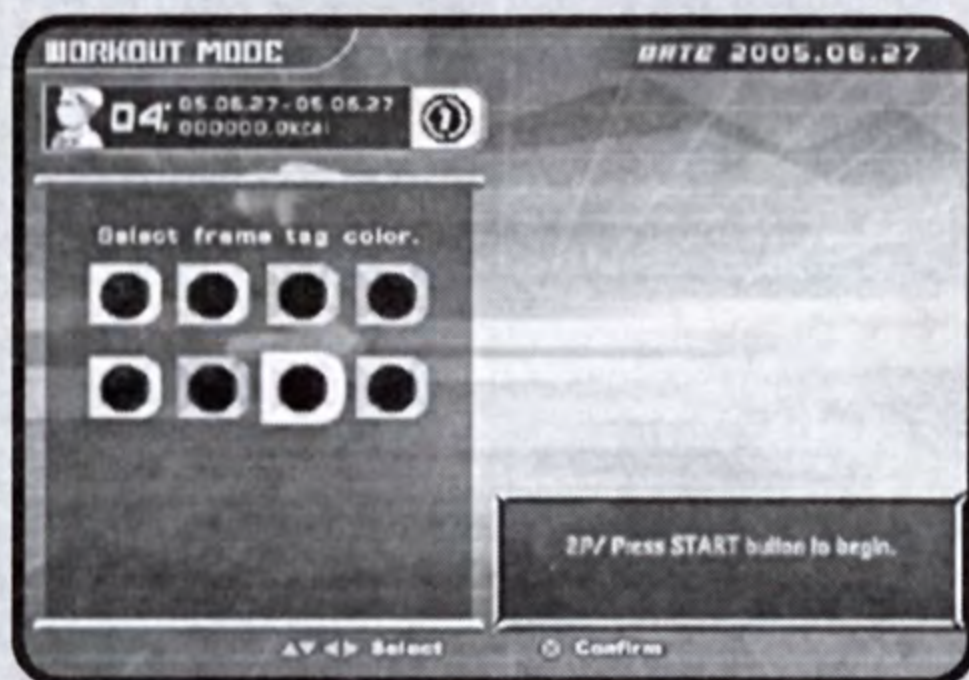 WORKOUT MODE
DATE 2005.06.27
04: 05.06.27-05.06.27
000000.0kcal
1
Select frame tag color.
2P/ Press START button to begin.
▲▼◀▶ Select
ⓧ Confirm